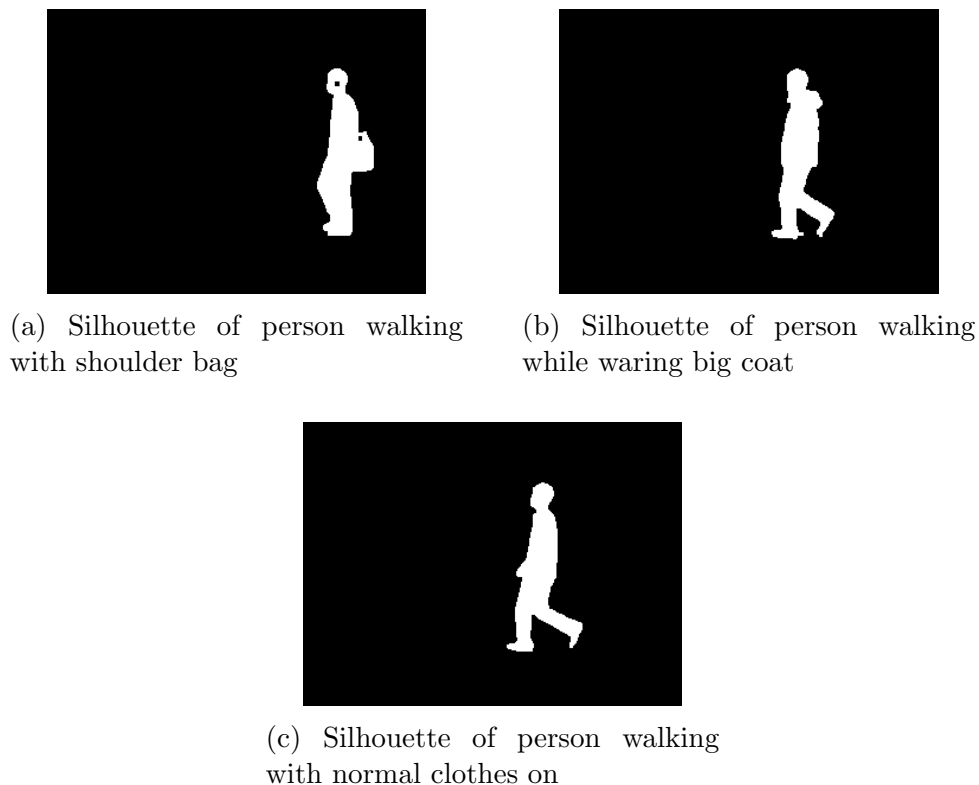 (a) Silhouette of person walking
with shoulder bag
(b) Silhouette of person walking
while waring big coat
(c) Silhouette of person walking
with normal clothes on